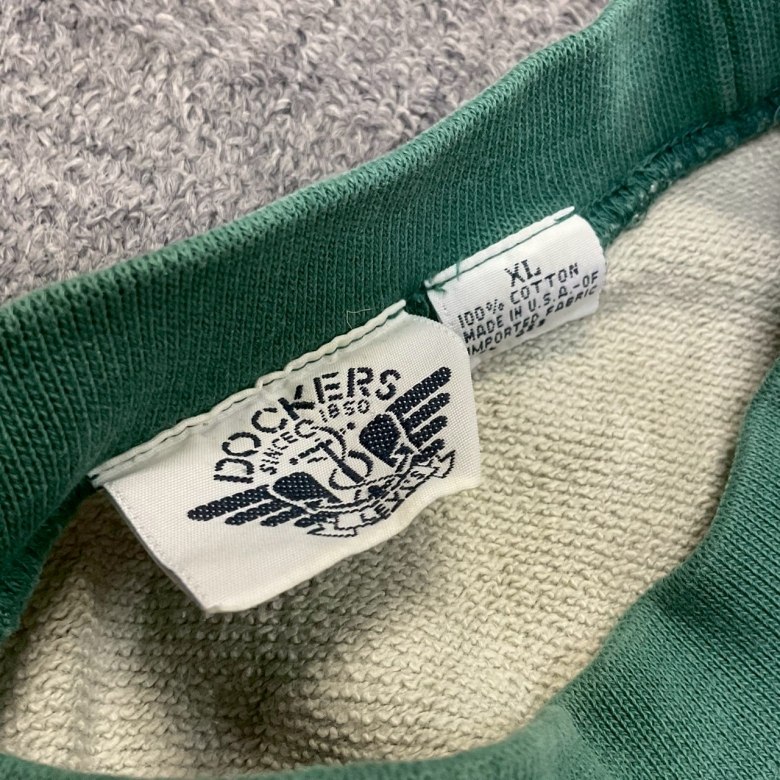 DOCKERS
SINCE 1850
LEVI'S
XL
100% COTTON
MADE IN U.S.A.-OF
IMPORTED FABRIC